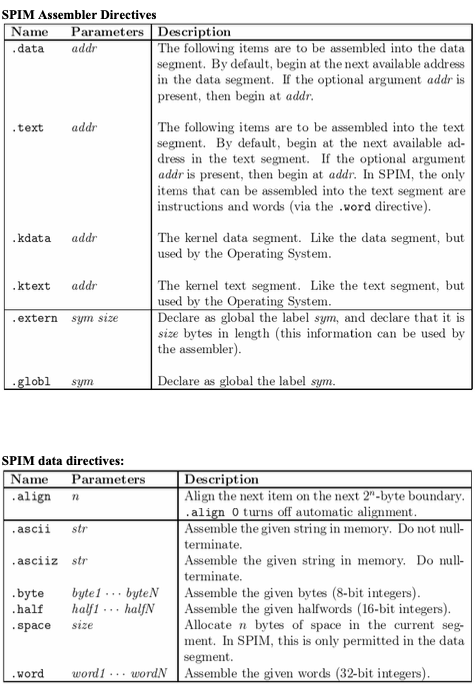 SPIM Assembler Directives
Name Parameters Description
.data addr The following items are to be assembled into the data
segment. By default, begin at the next available address
in the data segment. If the optional argument addr is
present, then begin at addr.
.text addr The following items are to be assembled into the text
segment. By default, begin at the next available ad-
dress in the text segment. If the optional argument
addr is present, then begin at addr. In SPIM, the only
items that can be assembled into the text segment are
instructions and words (via the .word directive).
.kdata addr The kernel data segment. Like the data segment, but
used by the Operating System.
.ktext addr The kernel text segment. Like the text segment, but
used by the Operating System.
.extern sym size Declare as global the label sym, and declare that it is
size bytes in length (this information can be used by
the assembler).
.globl sym Declare as global the label sym.
SPIM data directives:
Name Parameters Description
.align n Align the next item on the next 2ⁿ-byte boundary.
.align 0 turns off automatic alignment.
.ascii str Assemble the given string in memory. Do not null-
terminate.
.asciiz str Assemble the given string in memory. Do null-
terminate.
.byte byte1 ··· byteN Assemble the given bytes (8-bit integers).
.half half1 ··· halfN Assemble the given halfwords (16-bit integers).
.space size Allocate n bytes of space in the current seg-
ment. In SPIM, this is only permitted in the data
segment.
.word word1 ··· wordN Assemble the given words (32-bit integers).